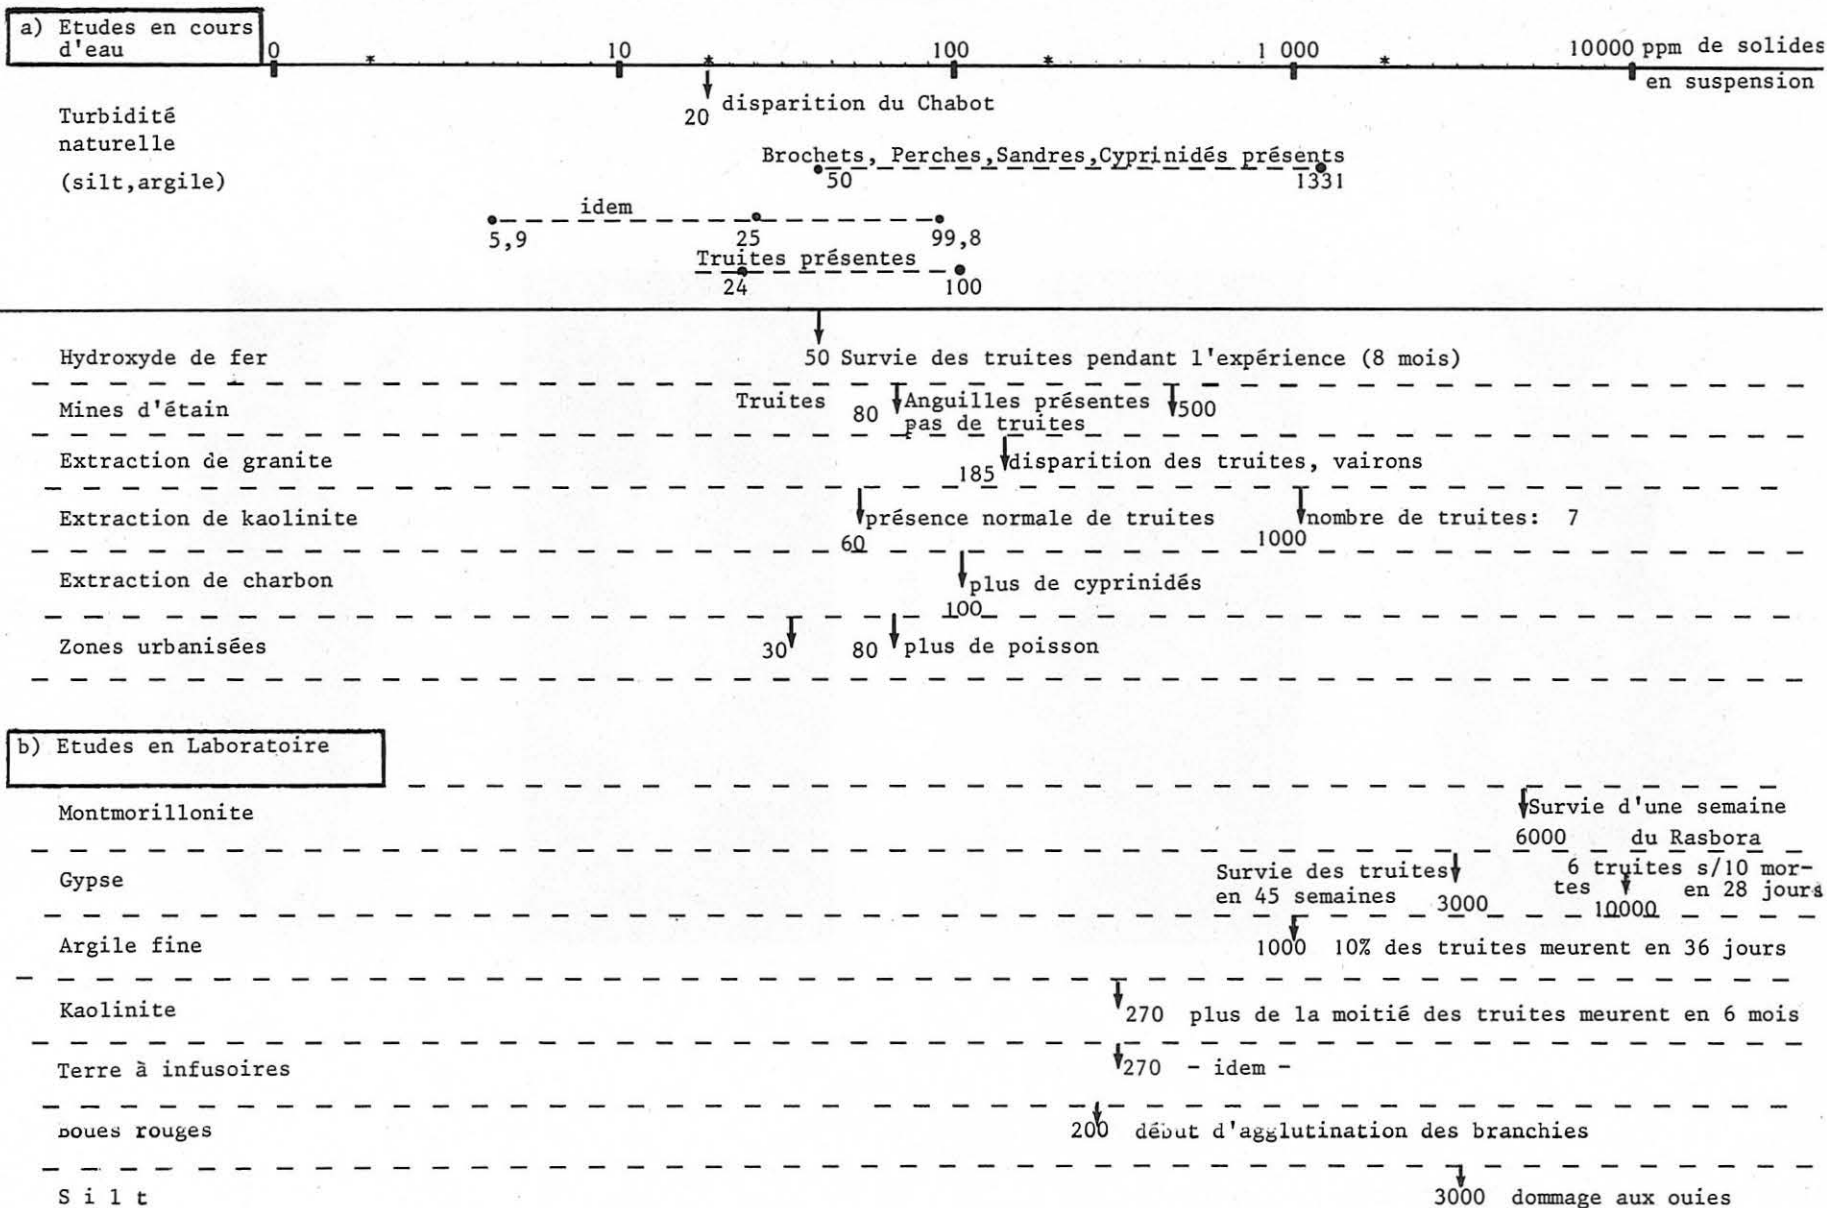 a) Etudes en cours
d'eau
0 10 100 1 000 10000 ppm de solides
* * * *
en suspension
Turbidité
naturelle
(silt,argile)
20 disparition du Chabot
Brochets, Perches,Sandres,Cyprinidés présents
50 1331
idem
5,9 25 99,8
Truites présentes
24 100
Hydroxyde de fer 50 Survie des truites pendant l'expérience (8 mois)
Mines d'étain Truites 80 Anguilles présentes 500
pas de truites
Extraction de granite 185 disparition des truites, vairons
Extraction de kaolinite 60 présence normale de truites 1000 nombre de truites: 7
Extraction de charbon 100 plus de cyprinidés
Zones urbanisées 30 80 plus de poisson
b) Etudes en Laboratoire
Montmorillonite Survie d'une semaine
6000 du Rasbora
Gypse Survie des truites 6 truites s/10 mor-
en 45 semaines 3000 tes 10000 en 28 jours
Argile fine 1000 10% des truites meurent en 36 jours
Kaolinite 270 plus de la moitié des truites meurent en 6 mois
Terre à infusoires 270 - idem -
Boues rouges 200 début d'agglutination des branchies
S i l t 3000 dommage aux ouies